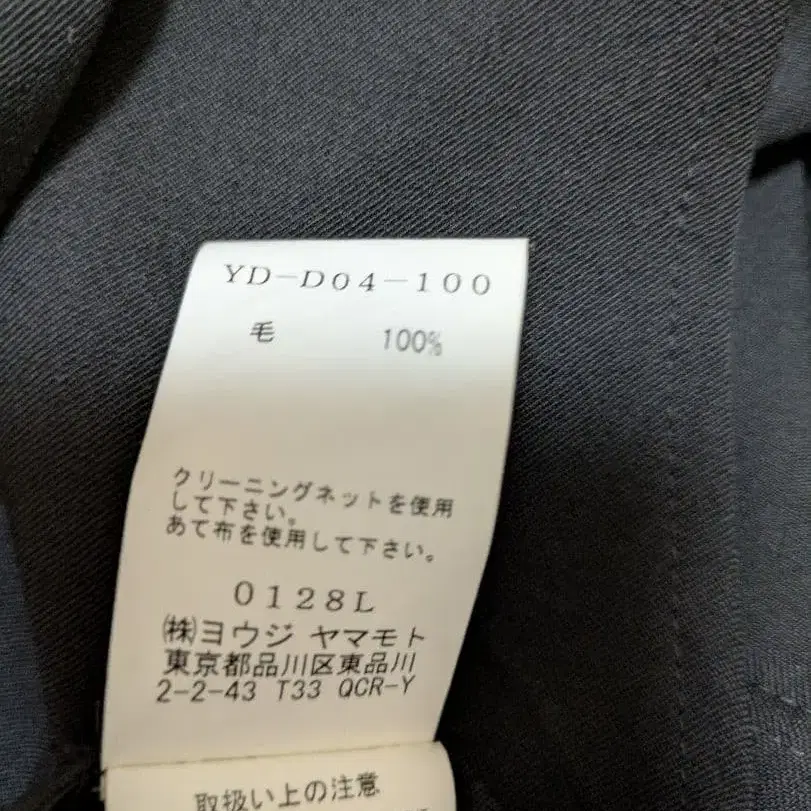 YD-D04-100
毛 100%
クリーニングネットを使用
して下さい。
あて布を使用して下さい。
0128L
㈱ヨウジ ヤマモト
東京都品川区東品川
2-2-43 T33 QCR-Y
取扱い上の注意